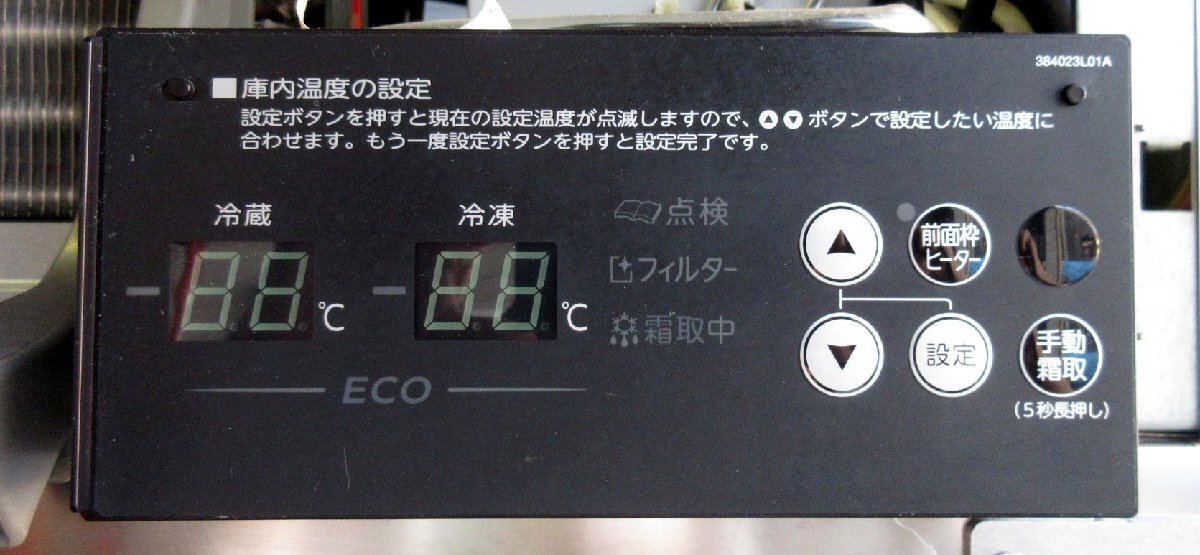 384023L01A
■庫内温度の設定
設定ボタンを押すと現在の設定温度が点滅しますので、▲▼ボタンで設定したい温度に
合わせます。もう一度設定ボタンを押すと設定完了です。
冷蔵
-88℃
冷凍
-88℃
点検
フィルター
霜取中
ECO
▲
前面枠
ヒーター
▼
設定
手動
霜取
(5秒長押し)